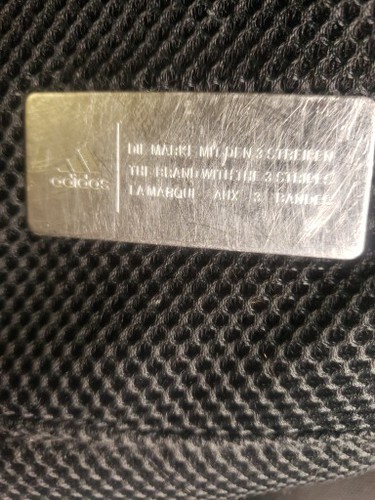 adidas
DIE MARKE MIT DEN 3 STREIFEN
THE BRAND WITH THE 3 STRIPES
LA MARQUE AUX 3 BANDES